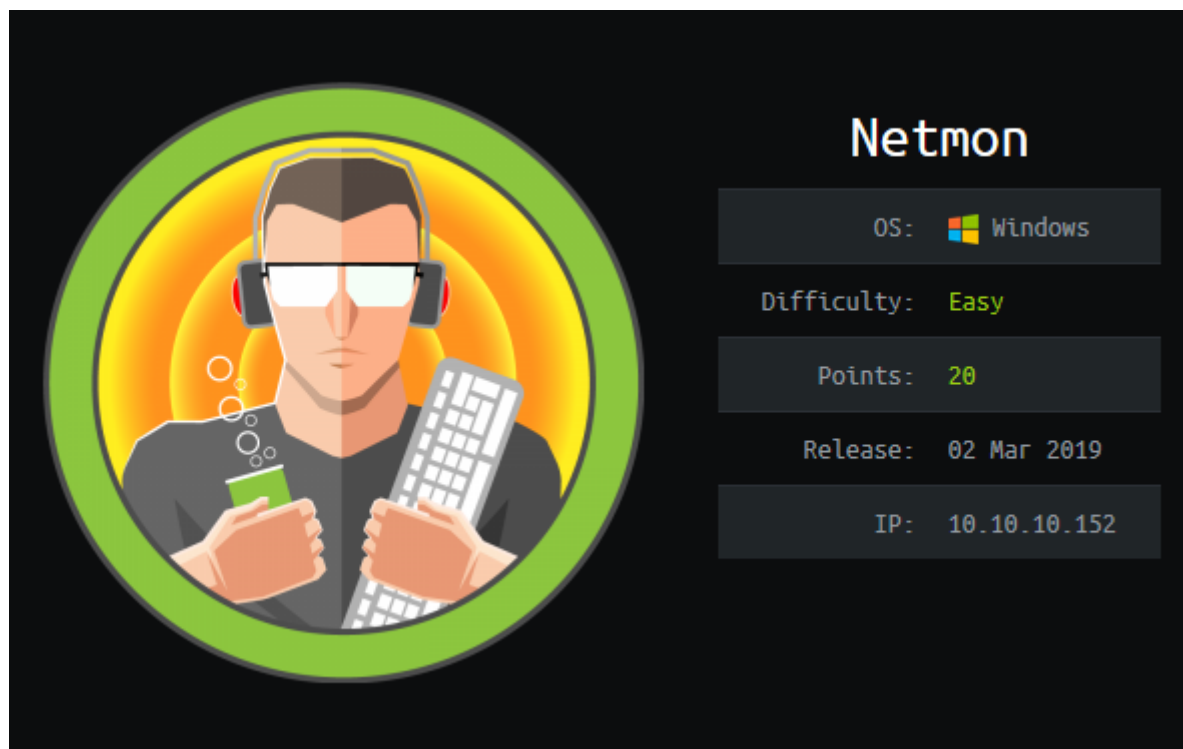 Netmon
OS: Windows
Difficulty: Easy
Points: 20
Release: 02 Mar 2019
IP: 10.10.10.152